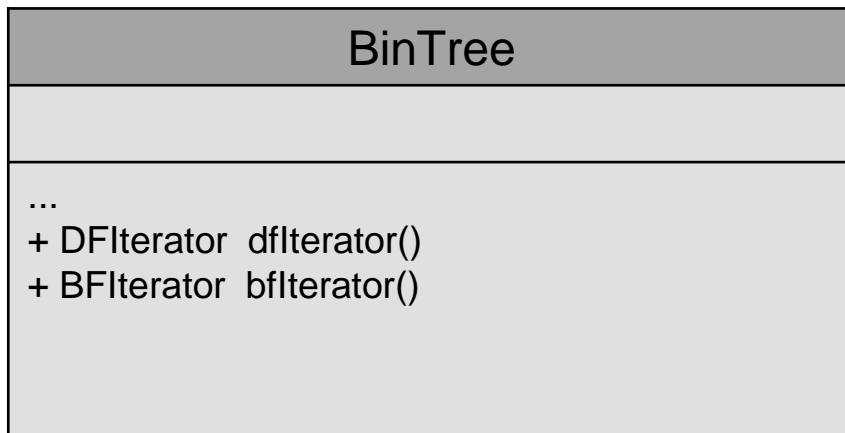 BinTree
...
+ DFIterator dfIterator()
+ BFIterator bfIterator()